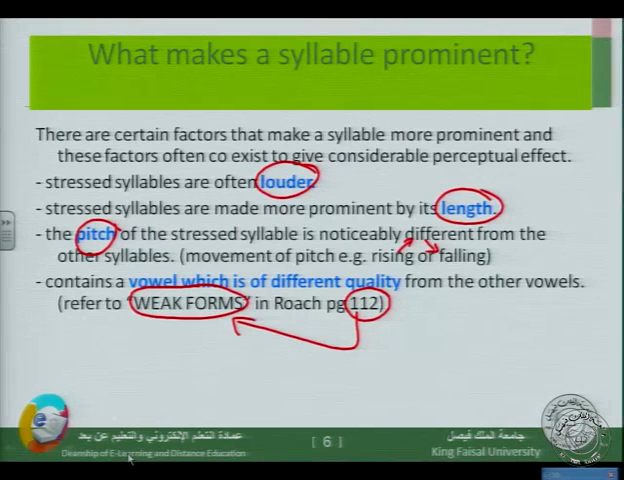 What makes a syllable prominent?
There are certain factors that make a syllable more prominent and
these factors often co exist to give considerable perceptual effect.
- stressed syllables are often louder.
- stressed syllables are made more prominent by its length.
- the pitch of the stressed syllable is noticeably different from the
other syllables. (movement of pitch e.g. rising or falling)
- contains a vowel which is of different quality from the other vowels.
(refer to "WEAK FORMS" in Roach pg 112)
عمادة التعلم الإلكتروني والتعليم عن بعد
Deanship of E-Learning and Distance Education
[ 6 ]
جامعة الملك فيصل
King Faisal University